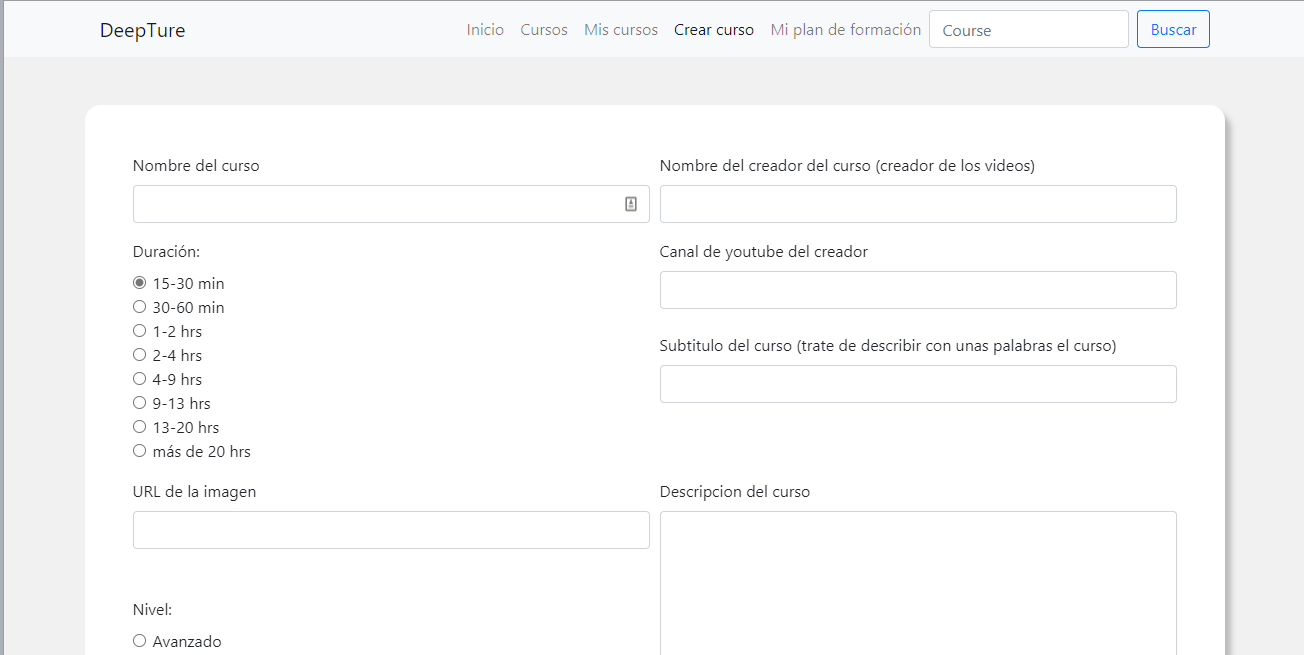 DeepTure
Inicio Cursos Mis cursos Crear curso Mi plan de formación Course Buscar
Nombre del curso
Nombre del creador del curso (creador de los videos)
Duración:
15-30 min
30-60 min
1-2 hrs
2-4 hrs
4-9 hrs
9-13 hrs
13-20 hrs
más de 20 hrs
Canal de youtube del creador
Subtitulo del curso (trate de describir con unas palabras el curso)
URL de la imagen
Descripcion del curso
Nivel:
Avanzado